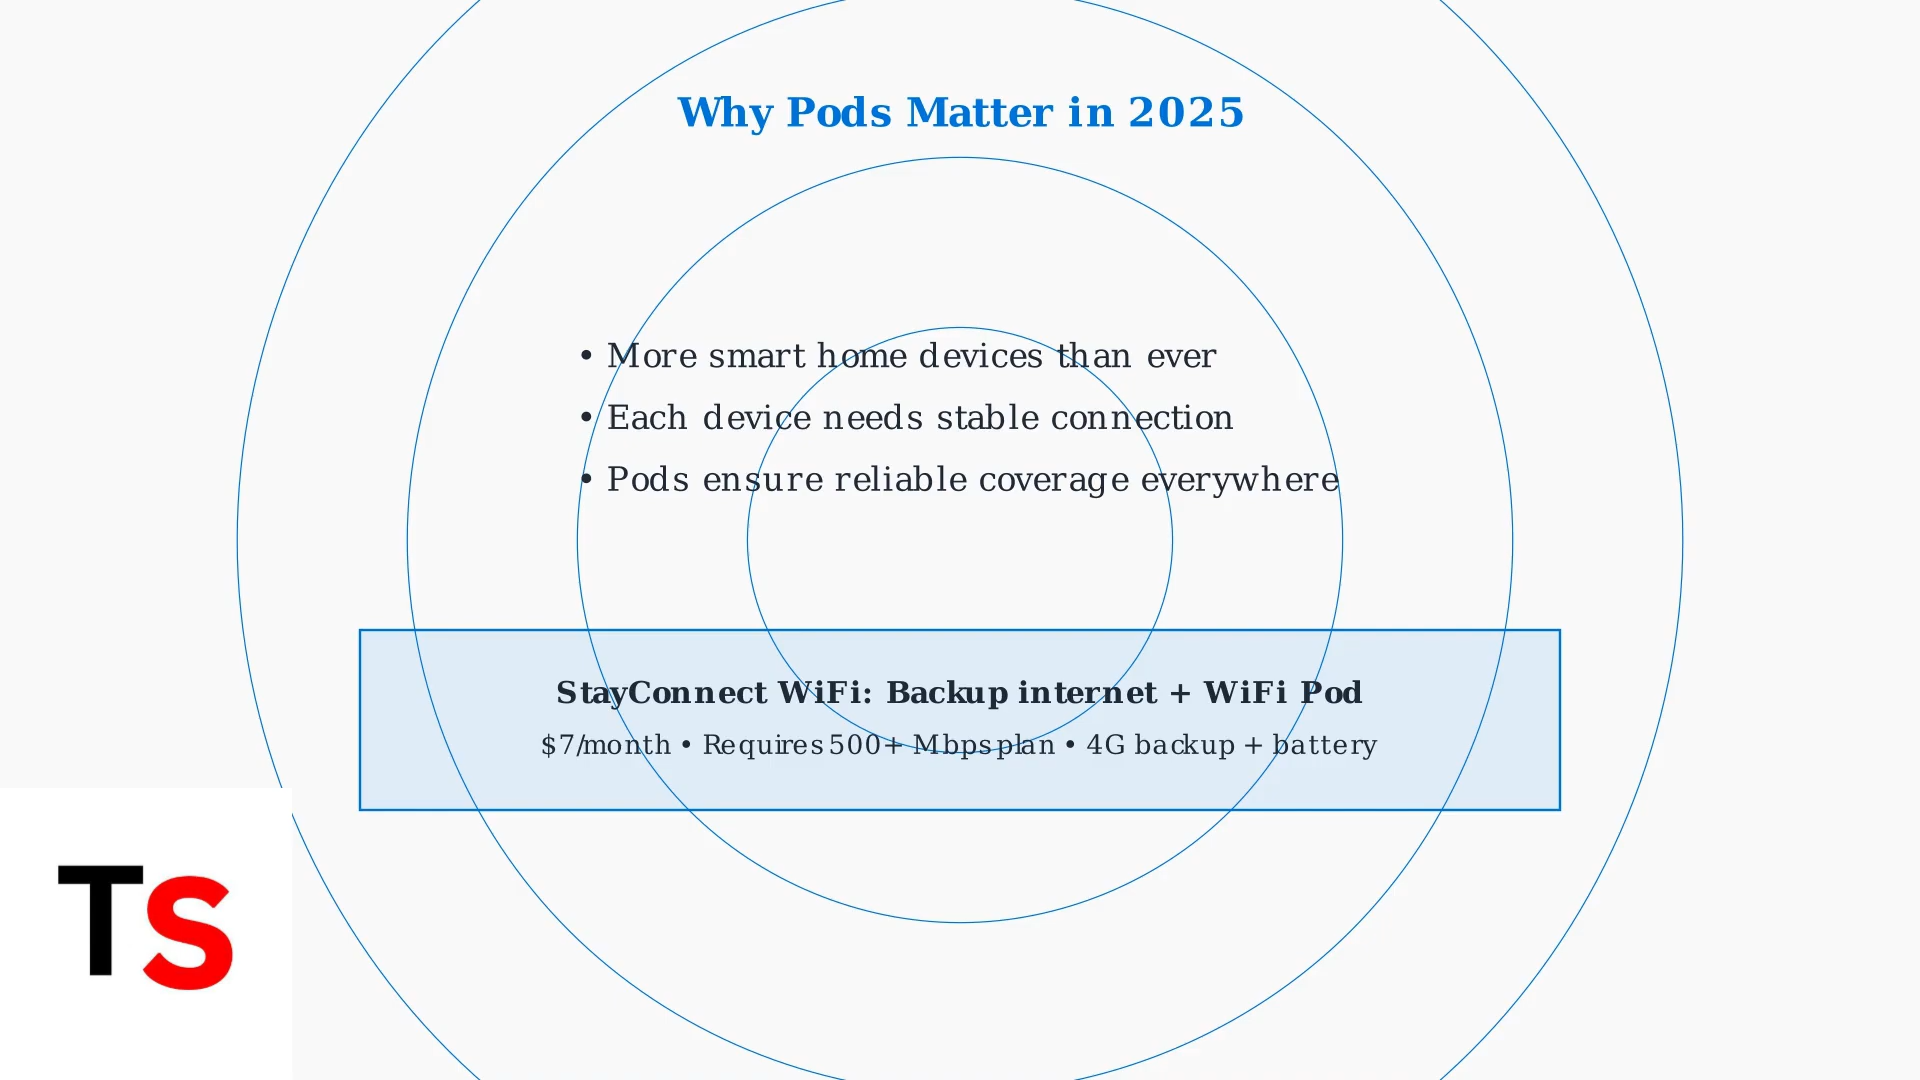 Why Pods Matter in 2025
• More smart home devices than ever
• Each device needs stable connection
• Pods ensure reliable coverage everywhere
StayConnect WiFi: Backup internet + WiFi Pod
$7/month • Requires 500+ Mbps plan • 4G backup + battery
TS